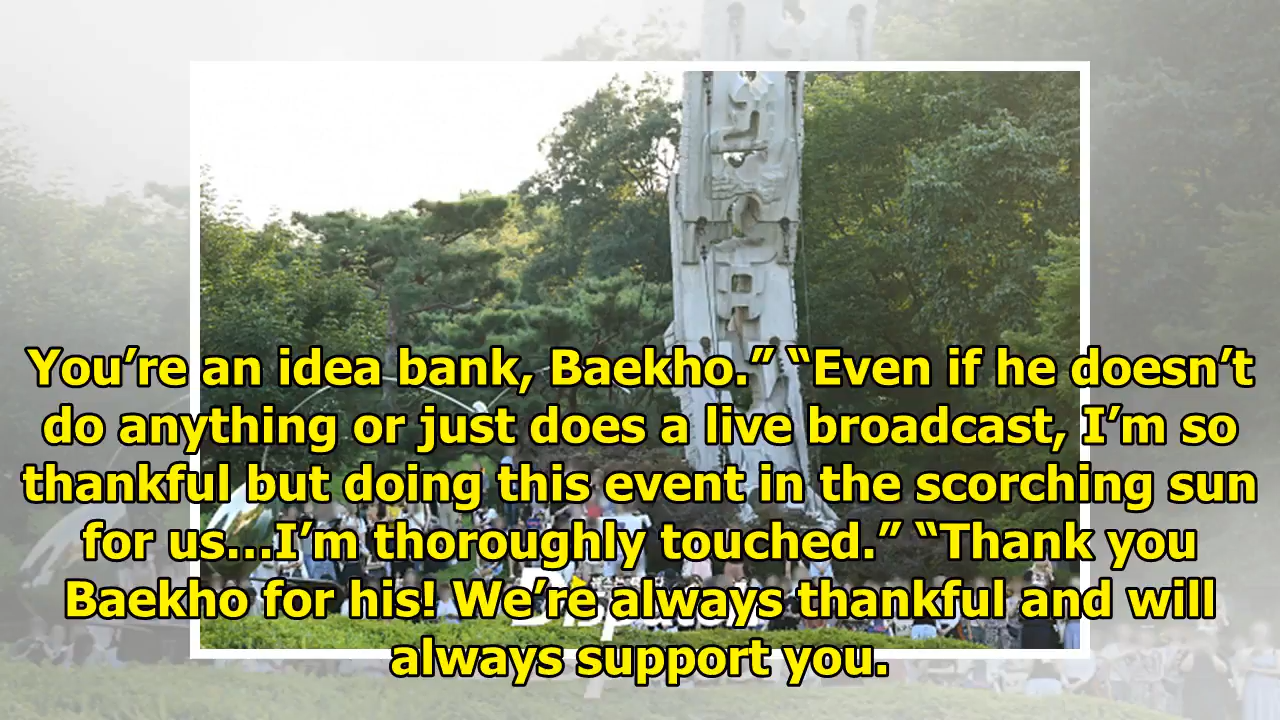 You’re an idea bank, Baekho.” “Even if he doesn’t
do anything or just does a live broadcast, I’m so
thankful but doing this event in the scorching sun
for us...I’m thoroughly touched.” “Thank you
Baekho for his! We’re always thankful and will
always support you.